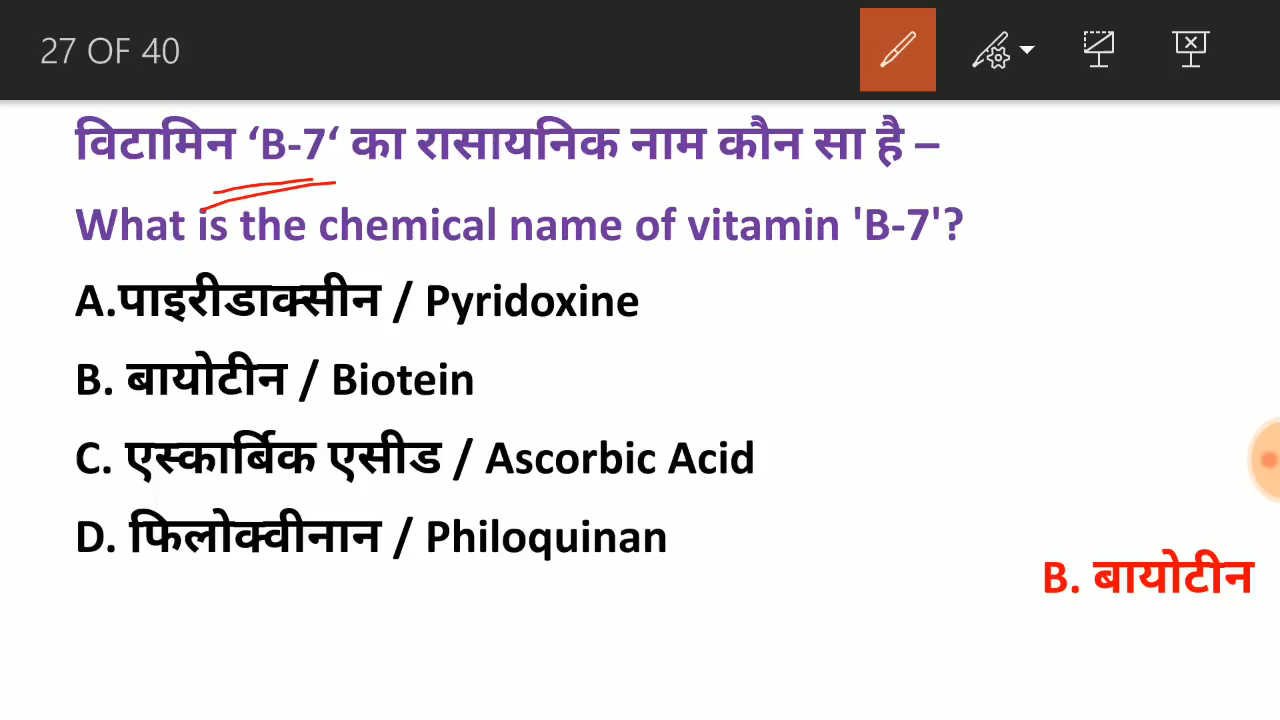 27 OF 40
विटामिन ‘B-7‘ का रासायनिक नाम कौन सा है –
What is the chemical name of vitamin 'B-7'?
A.पाइरीडाक्सीन / Pyridoxine
B. बायोटीन / Biotein
C. एस्कार्बिक एसीड / Ascorbic Acid
D. फिलोक्वीनान / Philoquinan
B. बायोटीन